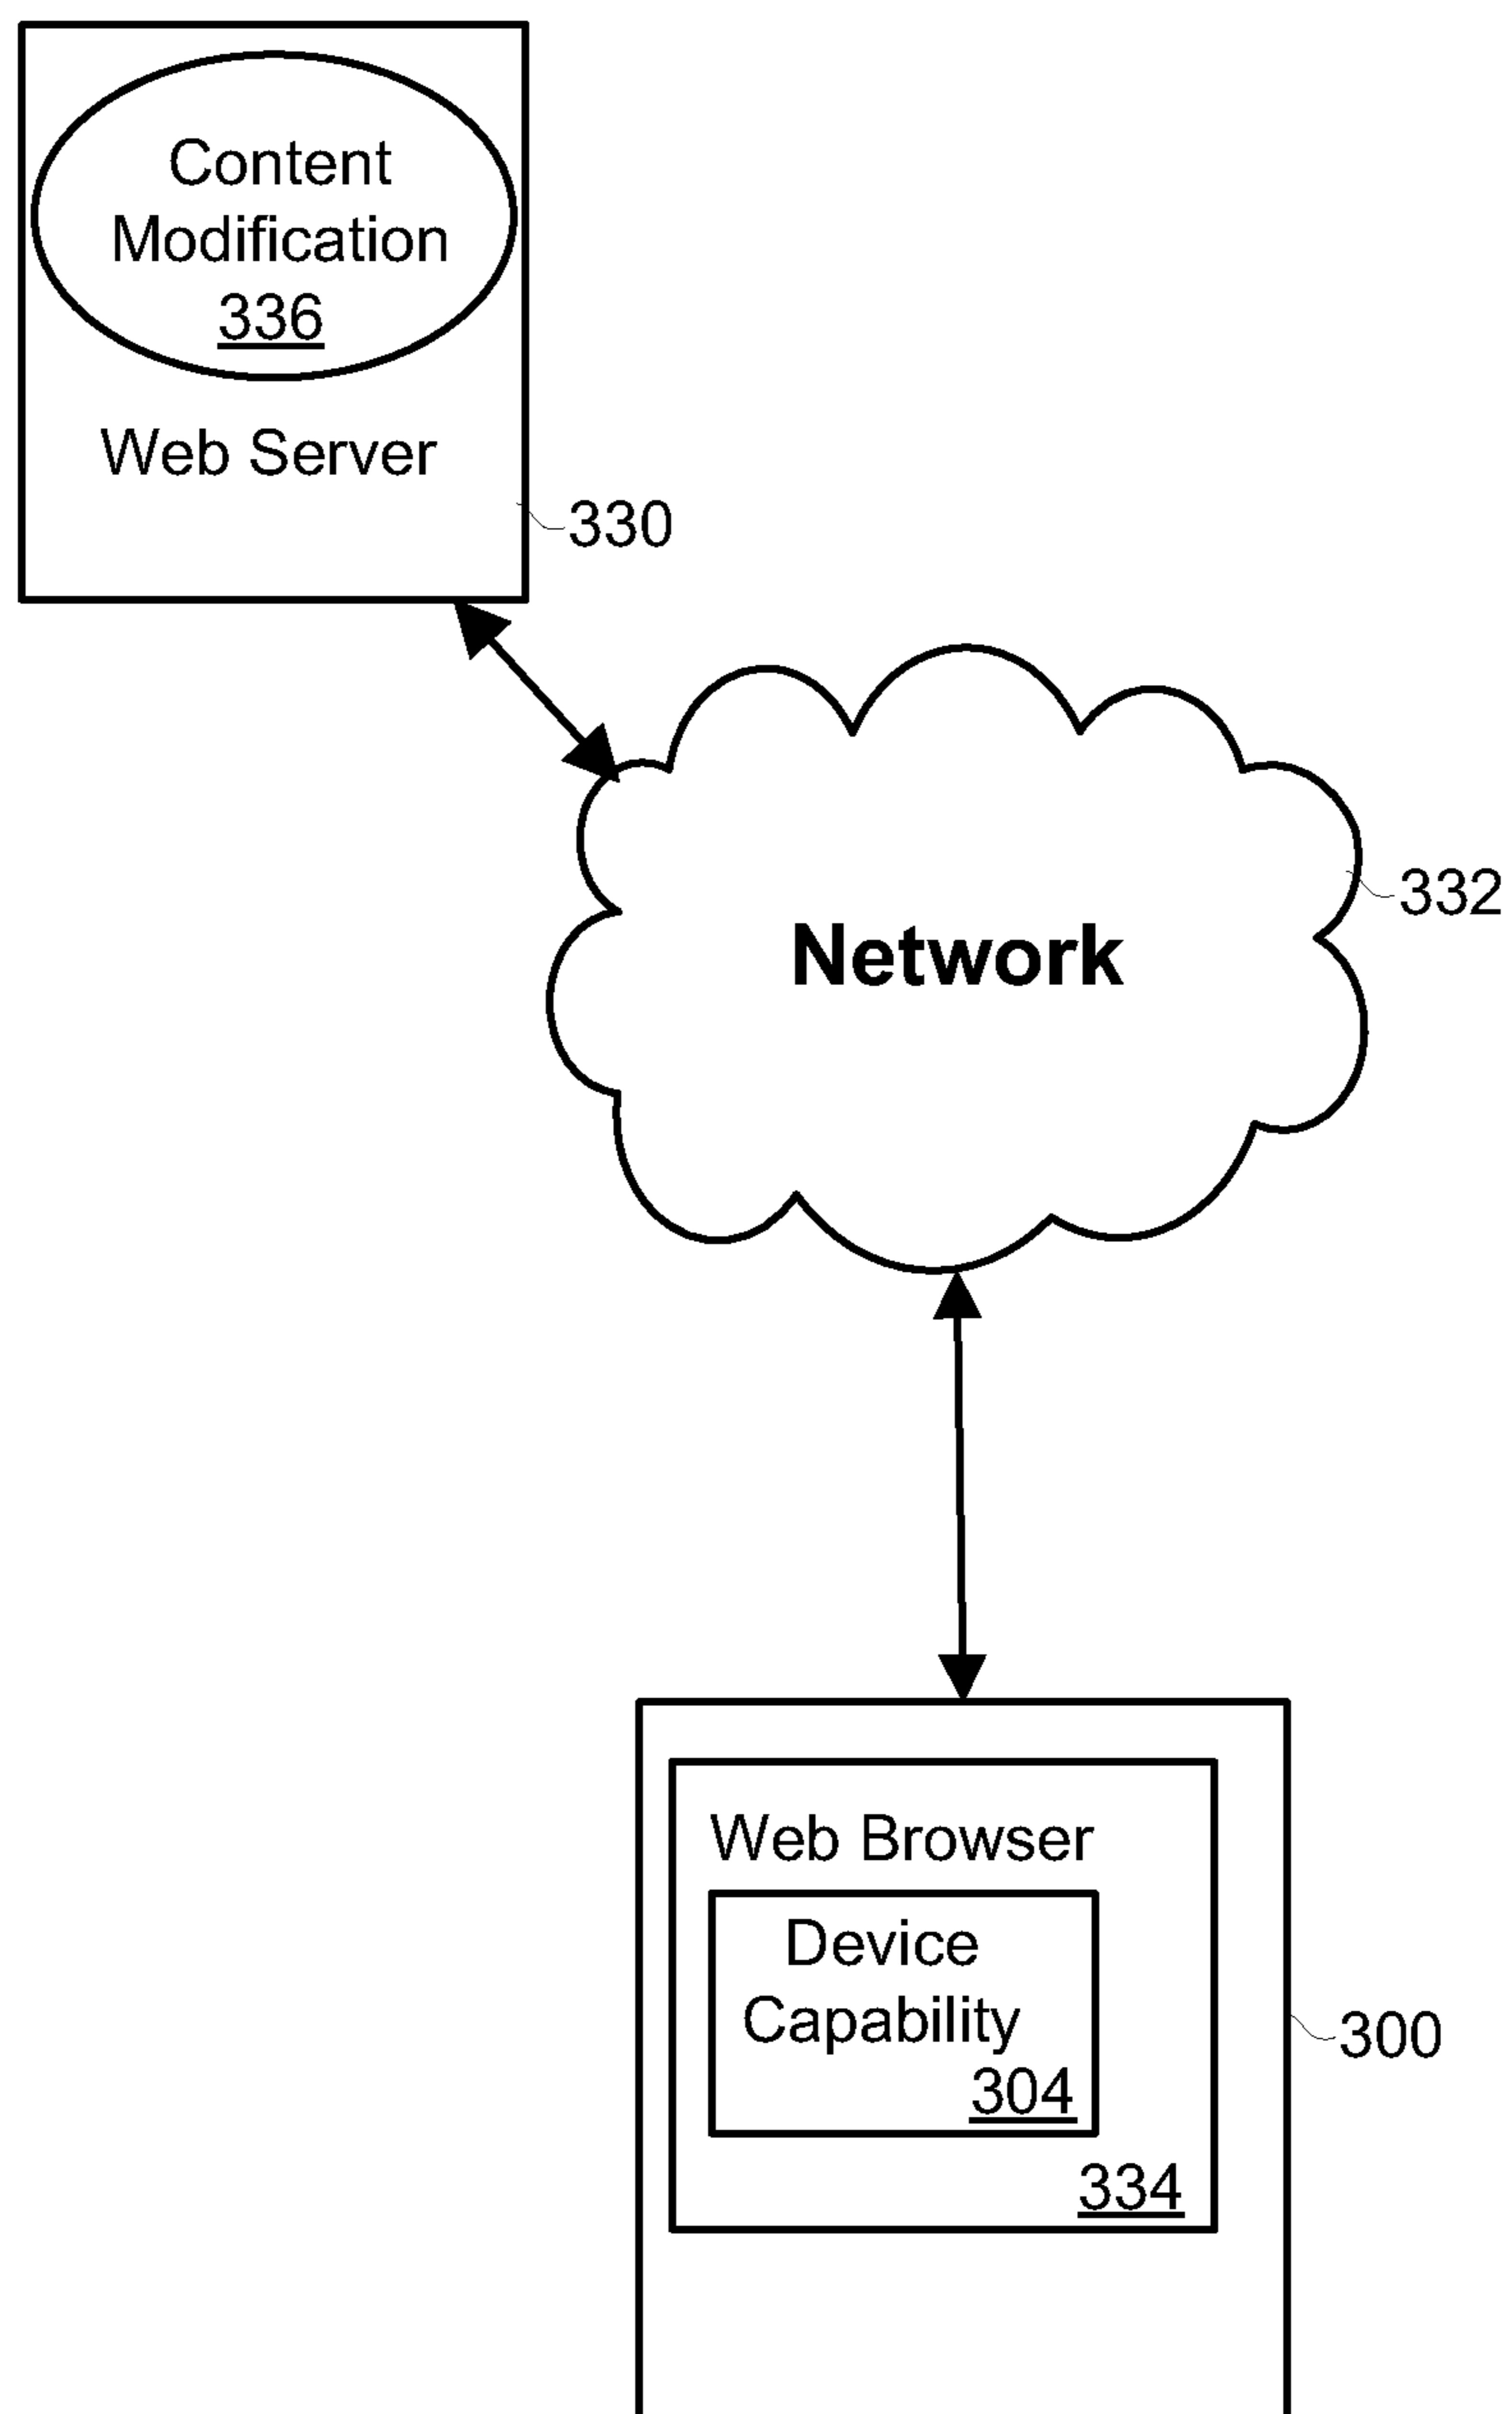 Content
Modification
336
Web Server
330
332
Network
Web Browser
Device
Capability
304
334
300